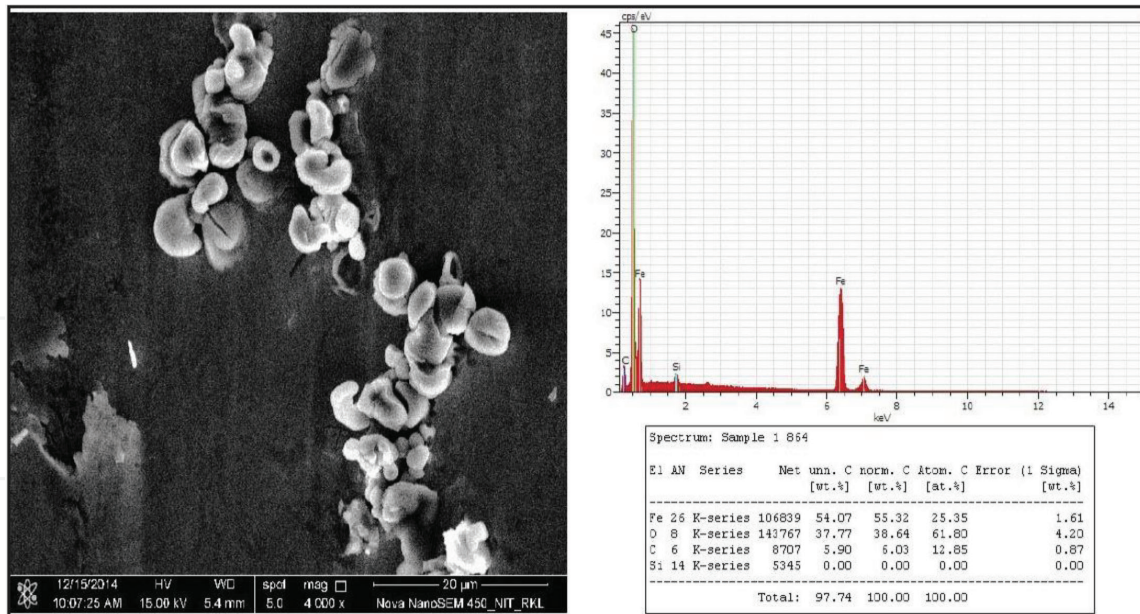 12/15/2014 HV WD spot mag □ 20 µm
10:07:25 AM 15.00 kV 5.4 mm 5.0 4 000 x Nova NanoSEM 450_NIT_RKL
cps/eV
45
40
35
30
25
20
15
10
5
0
O
Fe
C
Si
Fe
Fe
2 4 6 8 10 12 14
keV
Spectrum: Sample 1 864
El AN Series Net unn. C norm. C Atom. C Error (1 Sigma)
[wt.%] [wt.%] [at.%] [wt.%]
Fe 26 K-series 106839 54.07 55.32 25.35 1.61
O 8 K-series 143767 37.77 38.64 61.80 4.20
C 6 K-series 8707 5.90 6.03 12.85 0.87
Si 14 K-series 5345 0.00 0.00 0.00 0.00
Total: 97.74 100.00 100.00